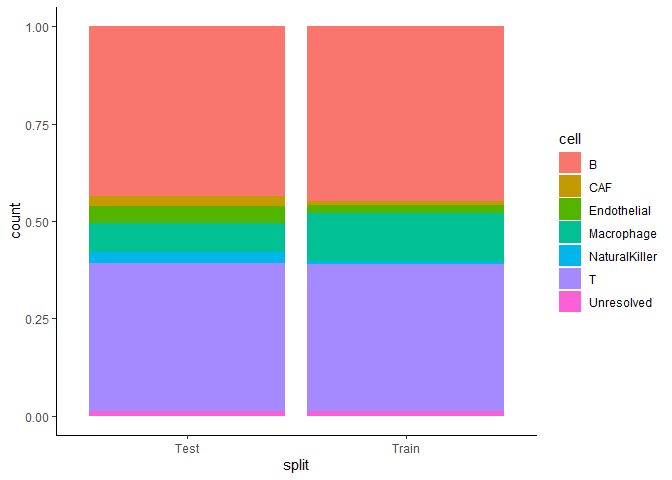 1.00
0.75
0.50
0.25
0.00
count
Test
Train
split
cell
B
CAF
Endothelial
Macrophage
NaturalKiller
T
Unresolved